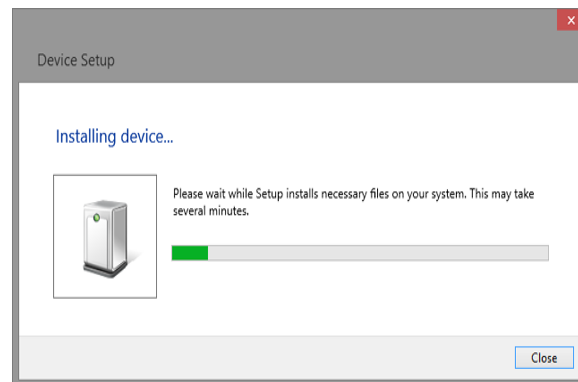 Device Setup
Installing device...
Please wait while Setup installs necessary files on your system. This may take
several minutes.
Close